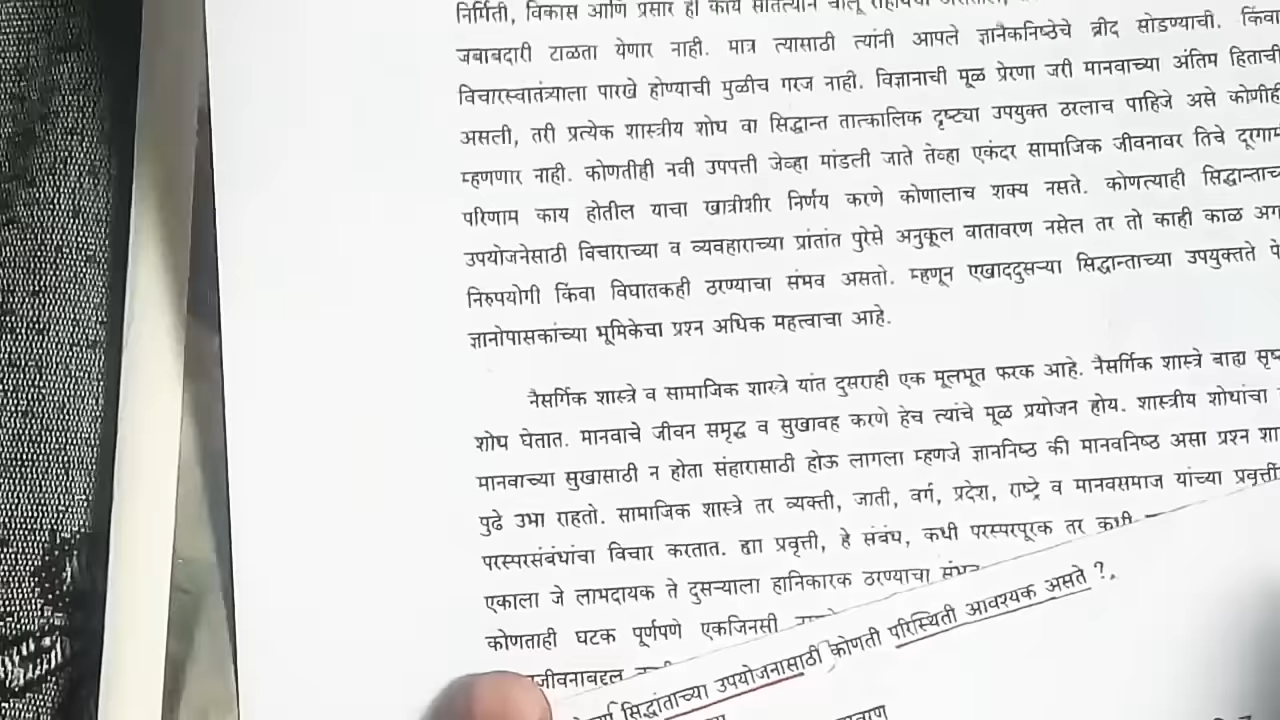 निर्मिती, विकास आणि प्रसार हा कार्य सातत्याने चालू
जबाबदारी टाळता येणार नाही. मात्र त्यासाठी त्यांनी आपले ज्ञानैकनिष्ठेचे ब्रीद सोडण्याची. किंवा
विचारस्वातंत्र्याला पारखे होण्याची मुळीच गरज नाही. विज्ञानाची मूळ प्रेरणा जरी मानवाच्या अंतिम हिताची
असली, तरी प्रत्येक शास्त्रीय शोध वा सिद्धान्त तात्कालिक दृष्ट्या उपयुक्त ठरलाच पाहिजे असे कोणीही
म्हणणार नाही. कोणतीही नवी उपपत्ती जेव्हा मांडली जाते तेव्हा एकंदर सामाजिक जीवनावर तिचे
परिणाम काय होतील याचा खात्रीशीर निर्णय करणे कोणालाच शक्य नसते. कोणत्याही
उपयोजनेसाठी विचाराच्या व व्यवहाराच्या प्रांतांत पुरेसे अनुकूल वातावरण नसेल तर तो काही काळ
निरुपयोगी किंवा विघातकही ठरण्याचा संभव असतो. म्हणून एखाददुसऱ्या सिद्धान्ताच्या उपयुक्तते
ज्ञानोपासकांच्या भूमिकेचा प्रश्न अधिक महत्वाचा आहे.
नैसर्गिक शास्त्रे व सामाजिक शास्त्रे यांत दुसराही एक मूलभूत फरक आहे. नैसर्गिक शास्त्रे बाह्य
शोध घेतात. मानवाचे जीवन समृद्ध व सुखावह करणे हेच त्यांचे मूळ प्रयोजन होय. शास्त्रीय शोधांचा
मानवाच्या सुखासाठी न होता संहारासाठी होऊ लागला म्हणजे ज्ञाननिष्ठ की मानवनिष्ठ असा प्रश्न
पुढे उभा राहतो. सामाजिक शास्त्रे तर व्यक्ती, जाती, वर्ग, प्रदेश, राष्ट्रे व मानवसमाज यांच्या
परस्परसंबंधांचा विचार करतात. ह्या प्रवृत्ती, हे संबंध, कधी परस्परपूरक तर कधी
एकाला जे लाभदायक ते दुसऱ्याला हानिकारक ठरण्याचा
कोणताही घटक पूर्णपणे एकजिनसी
सिद्धांताच्या उपयोजनासाठी कोणती परिस्थिती आवश्यक असते ?